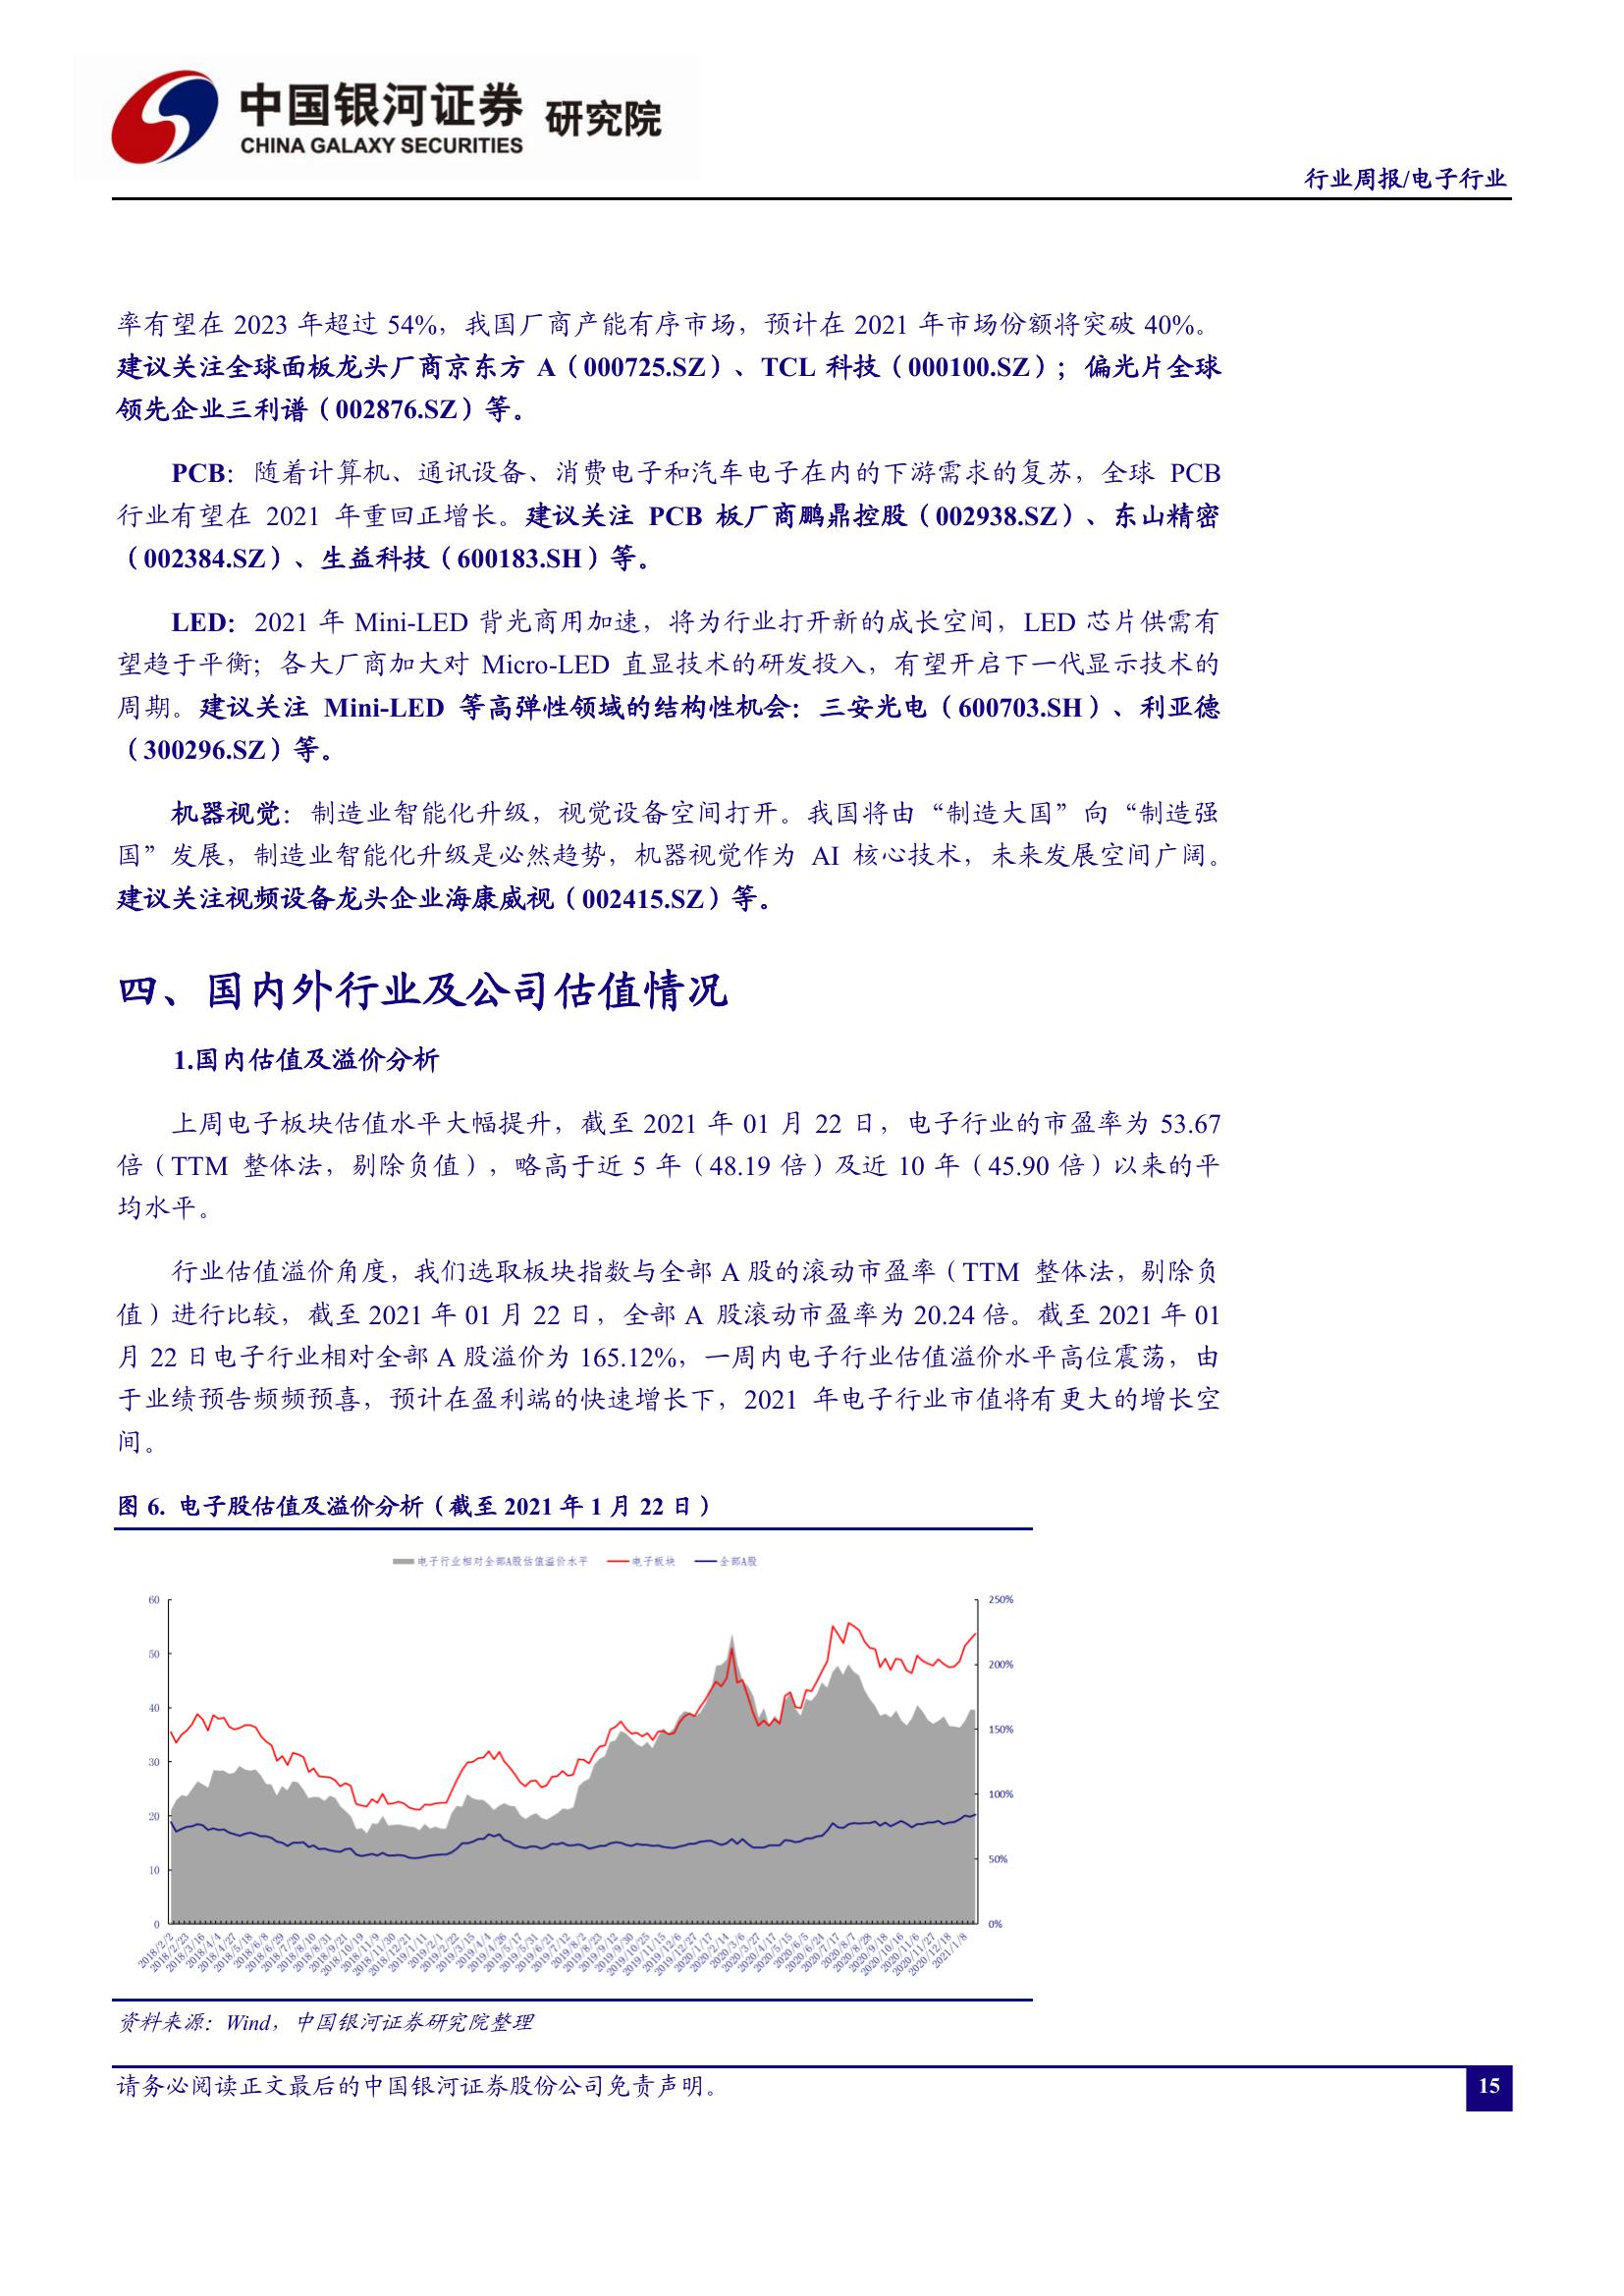 中国银河证券 研究院
CHINA GALAXY SECURITIES
行业周报/电子行业
率有望在 2023 年超过 54%，我国厂商产能有序市场，预计在 2021 年市场份额将突破 40%。
建议关注全球面板龙头厂商京东方 A（000725.SZ）、TCL 科技（000100.SZ）；偏光片全球
领先企业三利谱（002876.SZ）等。
PCB：随着计算机、通讯设备、消费电子和汽车电子在内的下游需求的复苏，全球 PCB
行业有望在 2021 年重回正增长。建议关注 PCB 板厂商鹏鼎控股（002938.SZ）、东山精密
（002384.SZ）、生益科技（600183.SH）等。
LED：2021 年 Mini-LED 背光商用加速，将为行业打开新的成长空间，LED 芯片供需有
望趋于平衡；各大厂商加大对 Micro-LED 直显技术的研发投入，有望开启下一代显示技术的
周期。建议关注 Mini-LED 等高弹性领域的结构性机会：三安光电（600703.SH）、利亚德
（300296.SZ）等。
机器视觉：制造业智能化升级，视觉设备空间打开。我国将由“制造大国”向“制造强
国”发展，制造业智能化升级是必然趋势，机器视觉作为 AI 核心技术，未来发展空间广阔。
建议关注视频设备龙头企业海康威视（002415.SZ）等。
四、国内外行业及公司估值情况
1.国内估值及溢价分析
上周电子板块估值水平大幅提升，截至 2021 年 01 月 22 日，电子行业的市盈率为 53.67
倍（TTM 整体法，剔除负值），略高于近 5 年（48.19 倍）及近 10 年（45.90 倍）以来的平
均水平。
行业估值溢价角度，我们选取板块指数与全部 A 股的滚动市盈率（TTM 整体法，剔除负
值）进行比较，截至 2021 年 01 月 22 日，全部 A 股滚动市盈率为 20.24 倍。截至 2021 年 01
月 22 日电子行业相对全部 A 股溢价为 165.12%，一周内电子行业估值溢价水平高位震荡，由
于业绩预告频频预喜，预计在盈利端的快速增长下，2021 年电子行业市值将有更大的增长空
间。
图 6. 电子股估值及溢价分析（截至 2021 年 1 月 22 日）
电子行业相对全部A股估值溢价水平 电子板块 全部A股
60 250%
50 200%
40 150%
30 100%
20 50%
10 0%
0
2018/2/2 2018/2/23 2018/3/16 2018/4/4 2018/4/27 2018/5/18 2018/6/8 2018/6/29 2018/7/20 2018/8/10 2018/8/31 2018/9/21 2018/10/19 2018/11/9 2018/11/30 2018/12/21 2019/1/11 2019/2/1 2019/2/22 2019/3/15 2019/4/4 2019/4/26 2019/5/17 2019/5/31 2019/6/21 2019/7/12 2019/8/2 2019/8/23 2019/9/12 2019/9/30 2019/10/25 2019/11/15 2019/12/6 2019/12/27 2020/1/17 2020/2/14 2020/3/6 2020/3/27 2020/4/17 2020/5/15 2020/6/5 2020/6/24 2020/7/17 2020/8/7 2020/8/28 2020/9/18 2020/10/16 2020/11/6 2020/11/27 2020/12/18 2021/1/8
资料来源：Wind，中国银河证券研究院整理
请务必阅读正文最后的中国银河证券股份公司免责声明。
15